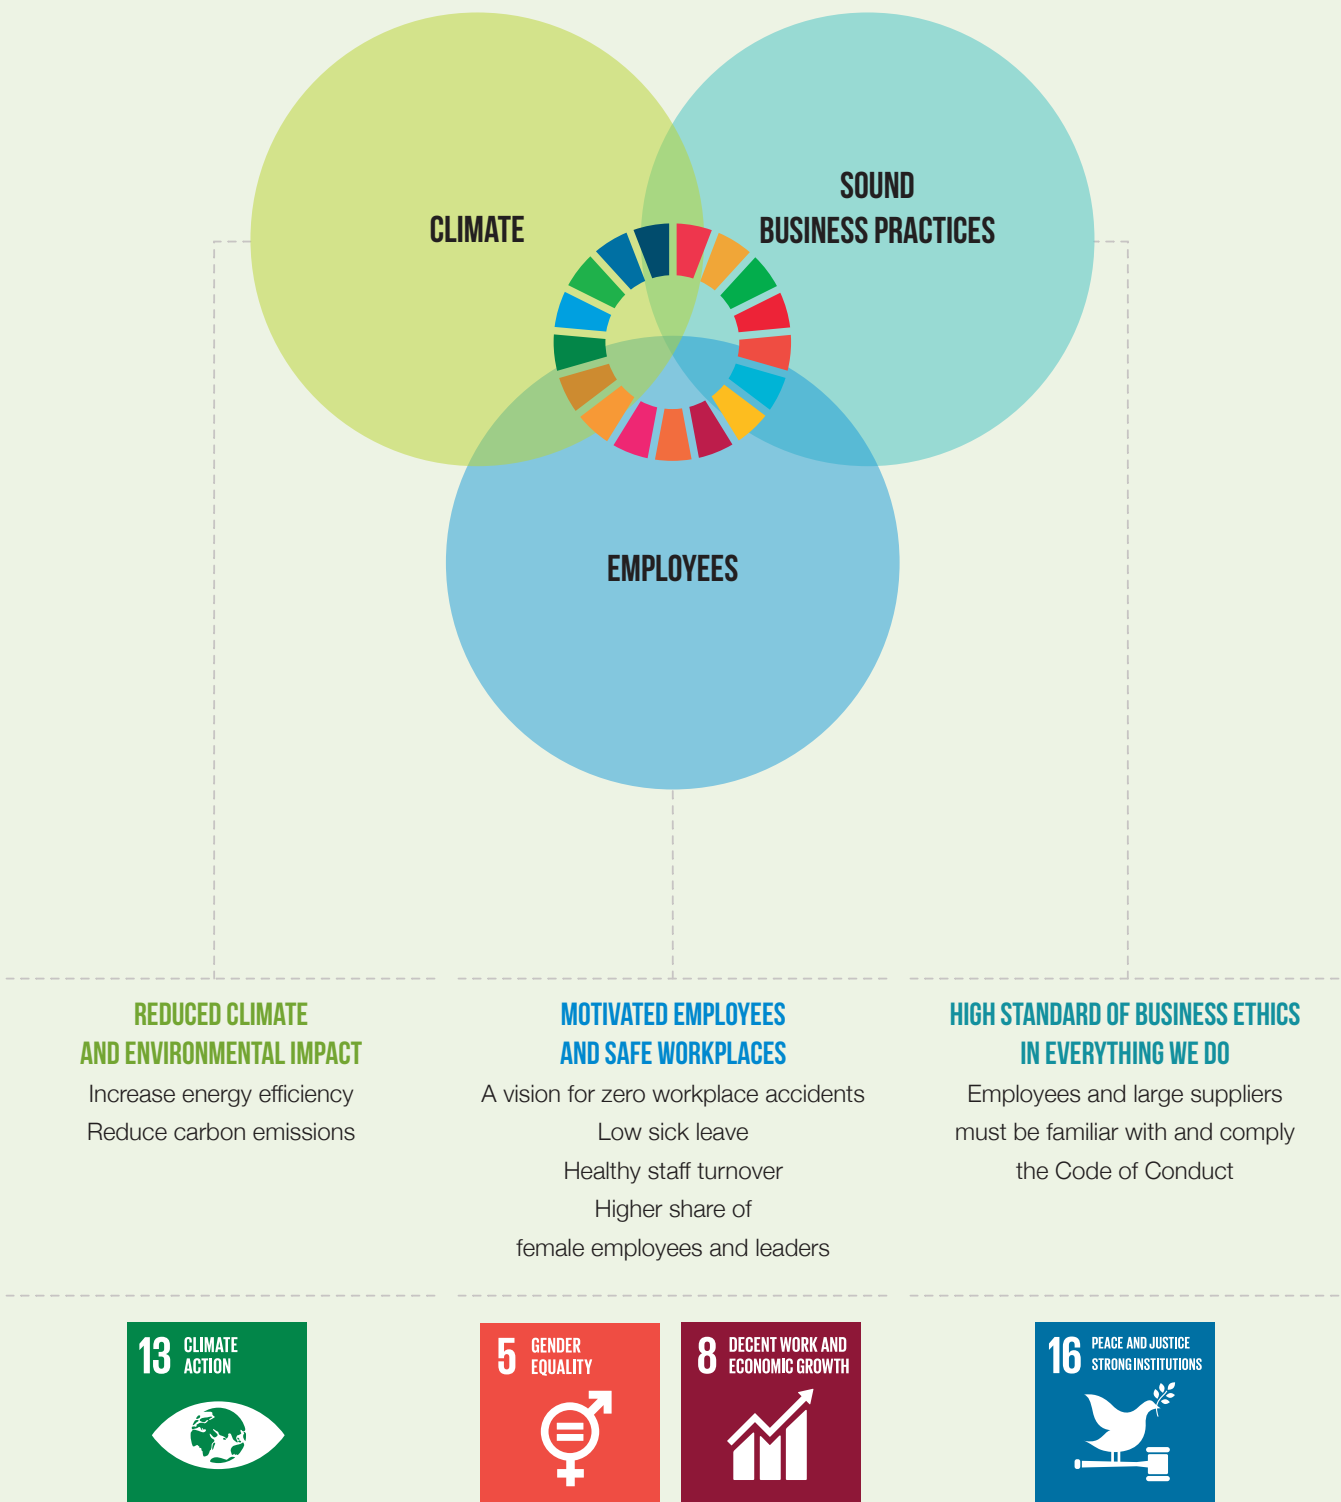 CLIMATE
SOUND
BUSINESS PRACTICES
EMPLOYEES
REDUCED CLIMATE
AND ENVIRONMENTAL IMPACT
Increase energy efficiency
Reduce carbon emissions
MOTIVATED EMPLOYEES
AND SAFE WORKPLACES
A vision for zero workplace accidents
Low sick leave
Healthy staff turnover
Higher share of
female employees and leaders
HIGH STANDARD OF BUSINESS ETHICS
IN EVERYTHING WE DO
Employees and large suppliers
must be familiar with and comply
the Code of Conduct
13 CLIMATE
ACTION
5 GENDER
EQUALITY
8 DECENT WORK AND
ECONOMIC GROWTH
16 PEACE AND JUSTICE
STRONG INSTITUTIONS